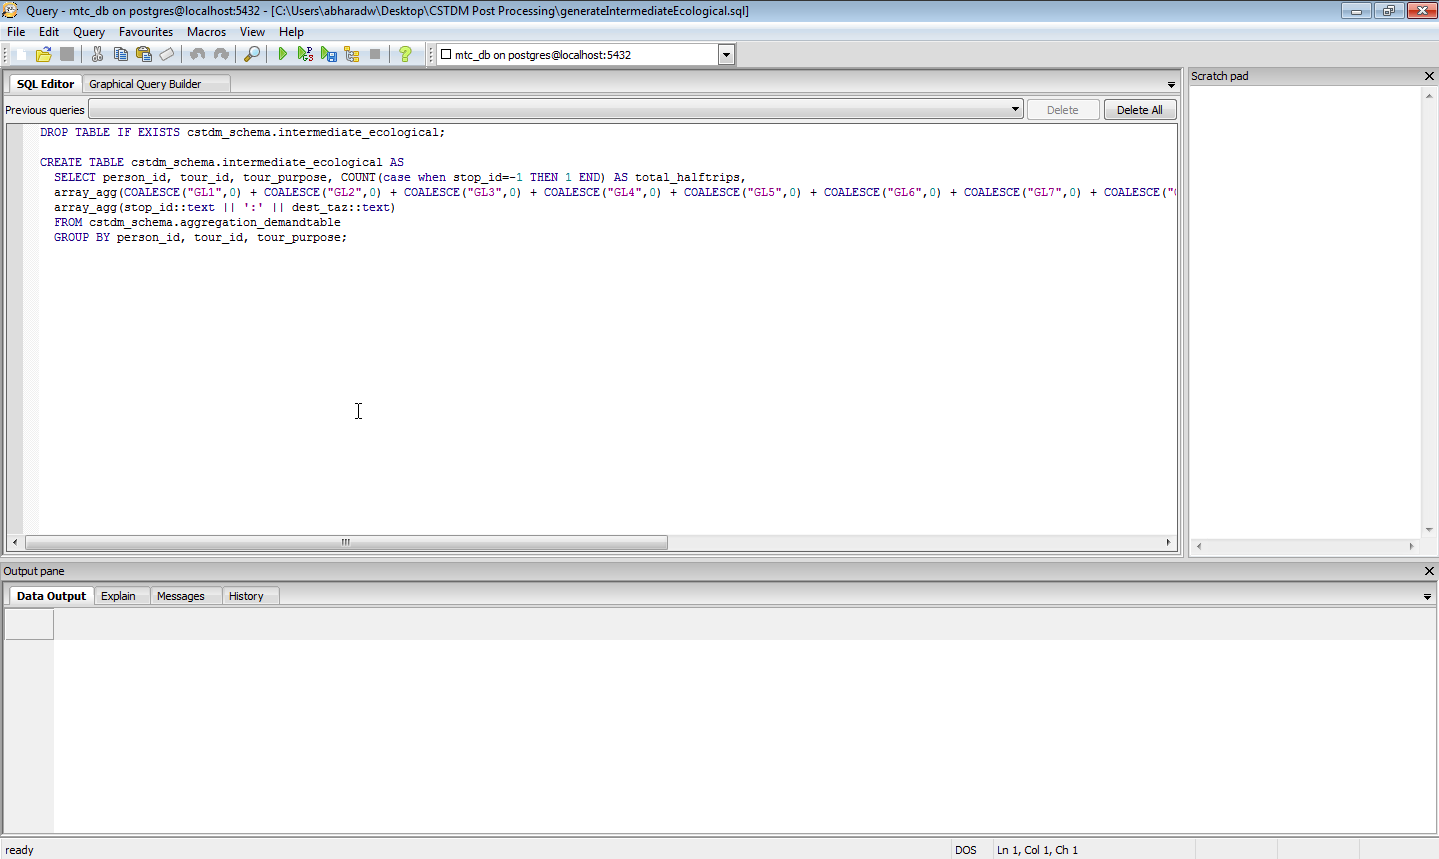 Query - mtc_db on postgres@localhost:5432 - [C:\Users\abharadw\Desktop\CSTDM Post Processing\generateIntermediateEcological.sql]
File Edit Query Favourites Macros View Help
mtc_db on postgres@localhost:5432
SQL Editor Graphical Query Builder
Scratch pad
Previous queries Delete Delete All
DROP TABLE IF EXISTS cstdm_schema.intermediate_ecological;
CREATE TABLE cstdm_schema.intermediate_ecological AS
SELECT person_id, tour_id, tour_purpose, COUNT(case when stop_id=-1 THEN 1 END) AS total_halftrips,
array_agg(COALESCE("GL1",0) + COALESCE("GL2",0) + COALESCE("GL3",0) + COALESCE("GL4",0) + COALESCE("GL5",0) + COALESCE("GL6",0) + COALESCE("GL7",0) + COALESCE("
array_agg(stop_id::text || ':' || dest_taz::text)
FROM cstdm_schema.aggregation_demandtable
GROUP BY person_id, tour_id, tour_purpose;
Output pane
Data Output Explain Messages History
ready DOS Ln 1, Col 1, Ch 1